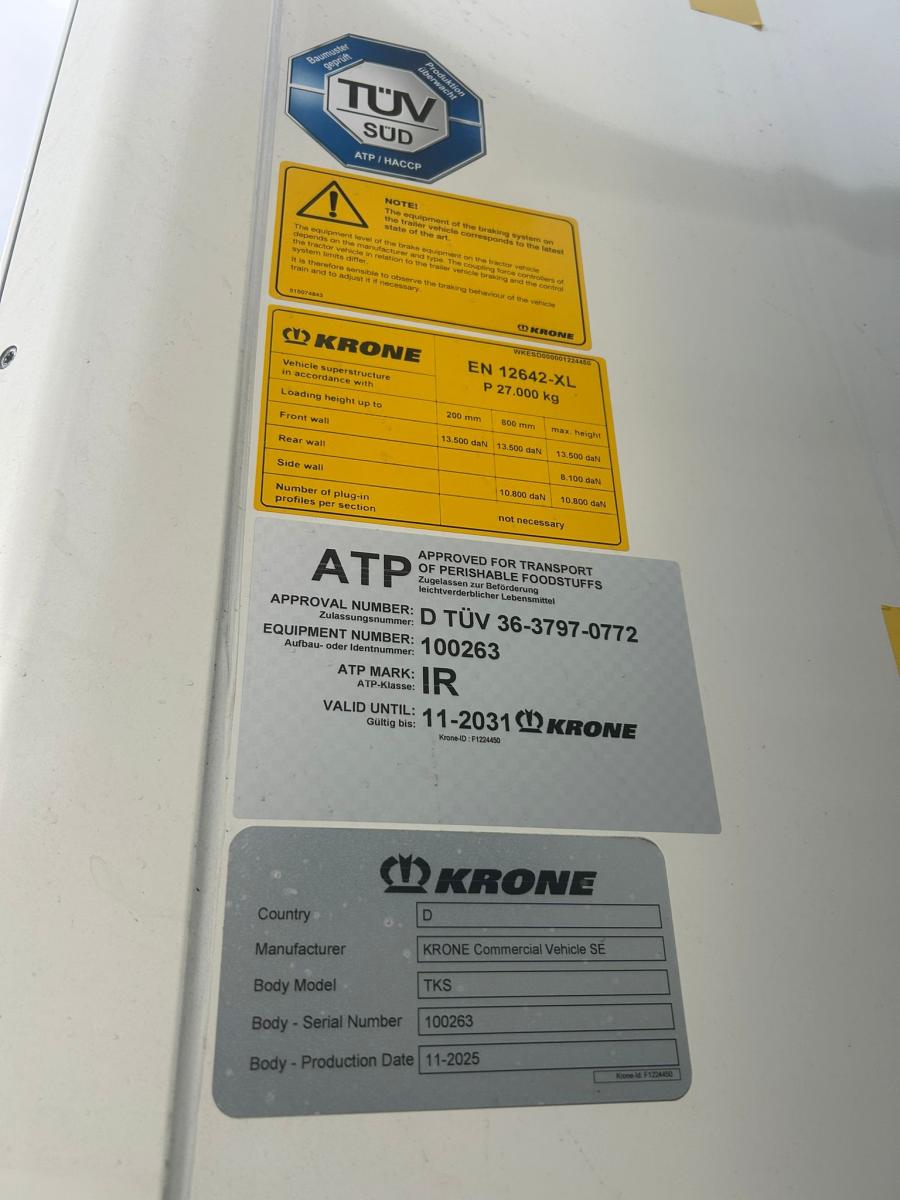 Baumuster
geprüft
Produktion
überwacht
TÜV
SÜD
ATP / HACCP
NOTE!
The equipment of the braking system on
the trailer vehicle corresponds to the latest
state of the art.
The equipment level of the brake equipment on the tractor vehicle
depends on the manufacturer and type. The coupling force controllers of
the tractor vehicle in relation to the trailer vehicle braking and the control
system limits differ.
It is therefore sensible to observe the braking behaviour of the vehicle
train and to adjust it if necessary.
515074843
KRONE
KRONE
WKESD000001224450
Vehicle superstructure
in accordance with
EN 12642-XL
P 27.000 kg
Loading height up to
200 mm 800 mm max. height
Front wall
13.500 daN 13.500 daN 13.500 daN
Rear wall
8.100 daN
Side wall
10.800 daN 10.800 daN
Number of plug-in
profiles per section
not necessary
ATP
APPROVED FOR TRANSPORT
OF PERISHABLE FOODSTUFFS
Zugelassen zur Beförderung
leichtverderblicher Lebensmittel
APPROVAL NUMBER: D TÜV 36-3797-0772
Zulassungsnummer:
EQUIPMENT NUMBER: 100263
Aufbau- oder Identnummer:
ATP MARK: IR
ATP-Klasse:
VALID UNTIL: 11-2031 KRONE
Gültig bis:
Krone-ID : F1224450
KRONE
Country D
Manufacturer KRONE Commercial Vehicle SE
Body Model TKS
Body - Serial Number 100263
Body - Production Date 11-2025
Krone-Id: F1224450